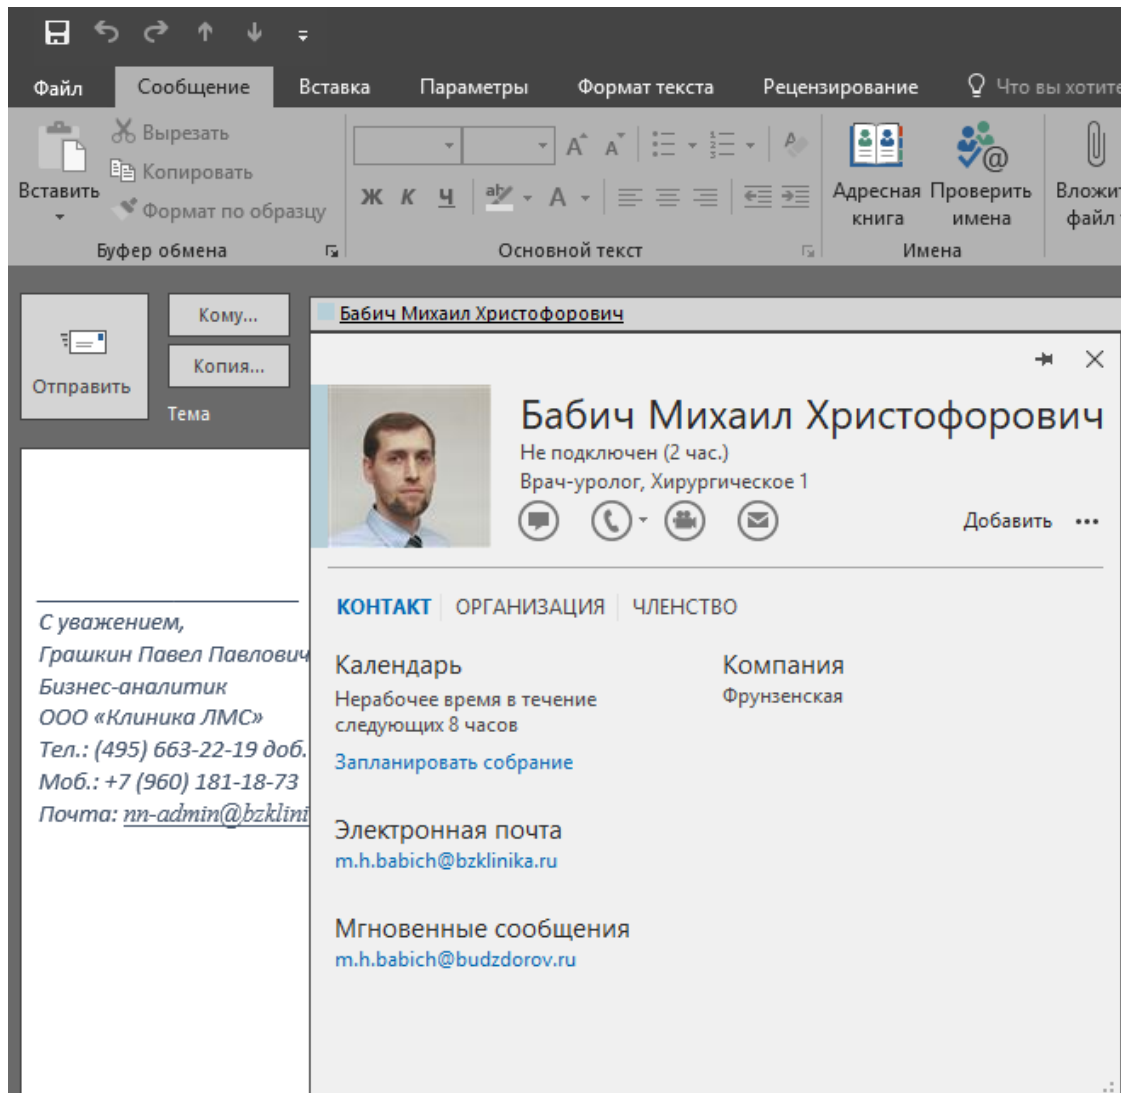 Файл Сообщение Вставка Параметры Формат текста Рецензирование Что вы хотите
Вставить
Вырезать
Копировать
Формат по образцу
Буфер обмена
Ж К Ч
Основной текст
Адресная книга
Проверить имена
Имена
Вложит
файл
Отправить
Кому...
Бабич Михаил Христофорович
Копия...
Тема
Бабич Михаил Христофорович
Не подключен (2 час.)
Врач-уролог, Хирургическое 1
Добавить
КОНТАКТ ОРГАНИЗАЦИЯ ЧЛЕНСТВО
Календарь
Нерабочее время в течение
следующих 8 часов
Запланировать собрание
Компания
Фрунзенская
Электронная почта
m.h.babich@bzklinika.ru
Мгновенные сообщения
m.h.babich@budzdorov.ru
С уважением,
Грашкин Павел Павлович
Бизнес-аналитик
ООО «Клиника ЛМС»
Тел.: (495) 663-22-19 доб.
Моб.: +7 (960) 181-18-73
Почта: nn-admin@bzklini